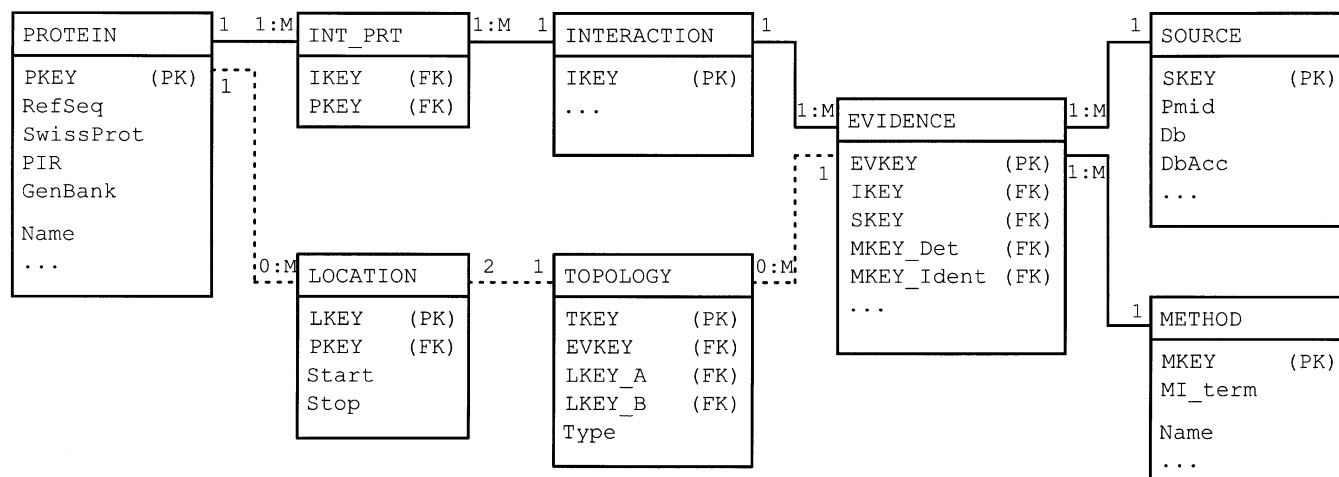 PROTEIN
PKEY (PK)
RefSeq
SwissProt
PIR
GenBank
Name
...
1 1:M
INT_PRT
IKEY (FK)
PKEY (FK)
1:M 1
INTERACTION
IKEY (PK)
...
1
1:M
EVIDENCE
EVKEY (PK)
IKEY (FK)
SKEY (FK)
MKEY_Det (FK)
MKEY_Ident (FK)
...
1:M
1
SOURCE
SKEY (PK)
Pmid
Db
DbAcc
...
1:M
1
METHOD
MKEY (PK)
MI_term
Name
...
1
0:M
LOCATION
LKEY (PK)
PKEY (FK)
Start
Stop
2 1
TOPOLOGY
TKEY (PK)
EVKEY (FK)
LKEY_A (FK)
LKEY_B (FK)
Type
0:M
1